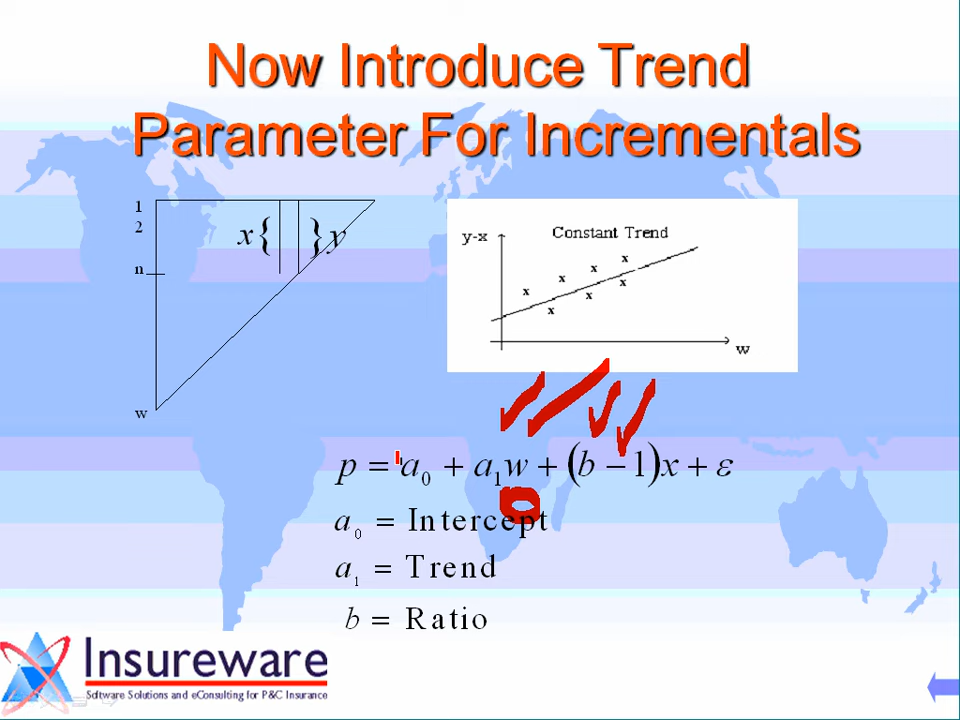 Now Introduce Trend
Parameter For Incrementals
1
2
n
w
x{ }y
y-x
Constant Trend
x x x x x x x
w
p = a₀ + a₁w + (b − 1)x + ε
a₀ = Intercept
a₁ = Trend
b = Ratio
Insureware
Software Solutions and eConsulting for P&C Insurance